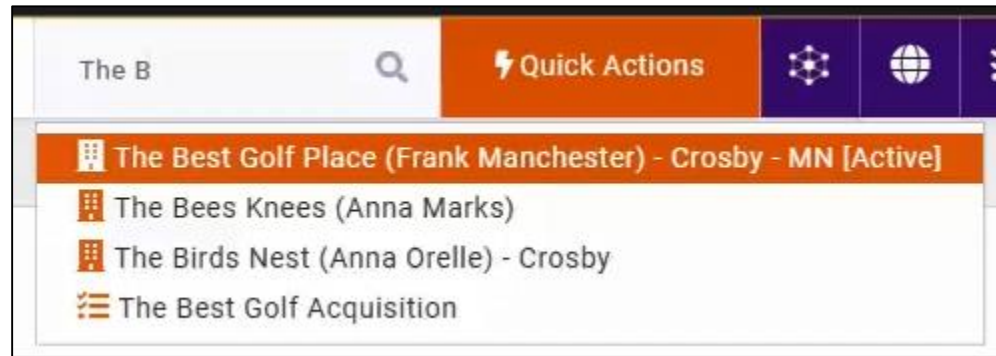 The B
Quick Actions
The Best Golf Place (Frank Manchester) - Crosby - MN [Active]
The Bees Knees (Anna Marks)
The Birds Nest (Anna Orelle) - Crosby
The Best Golf Acquisition